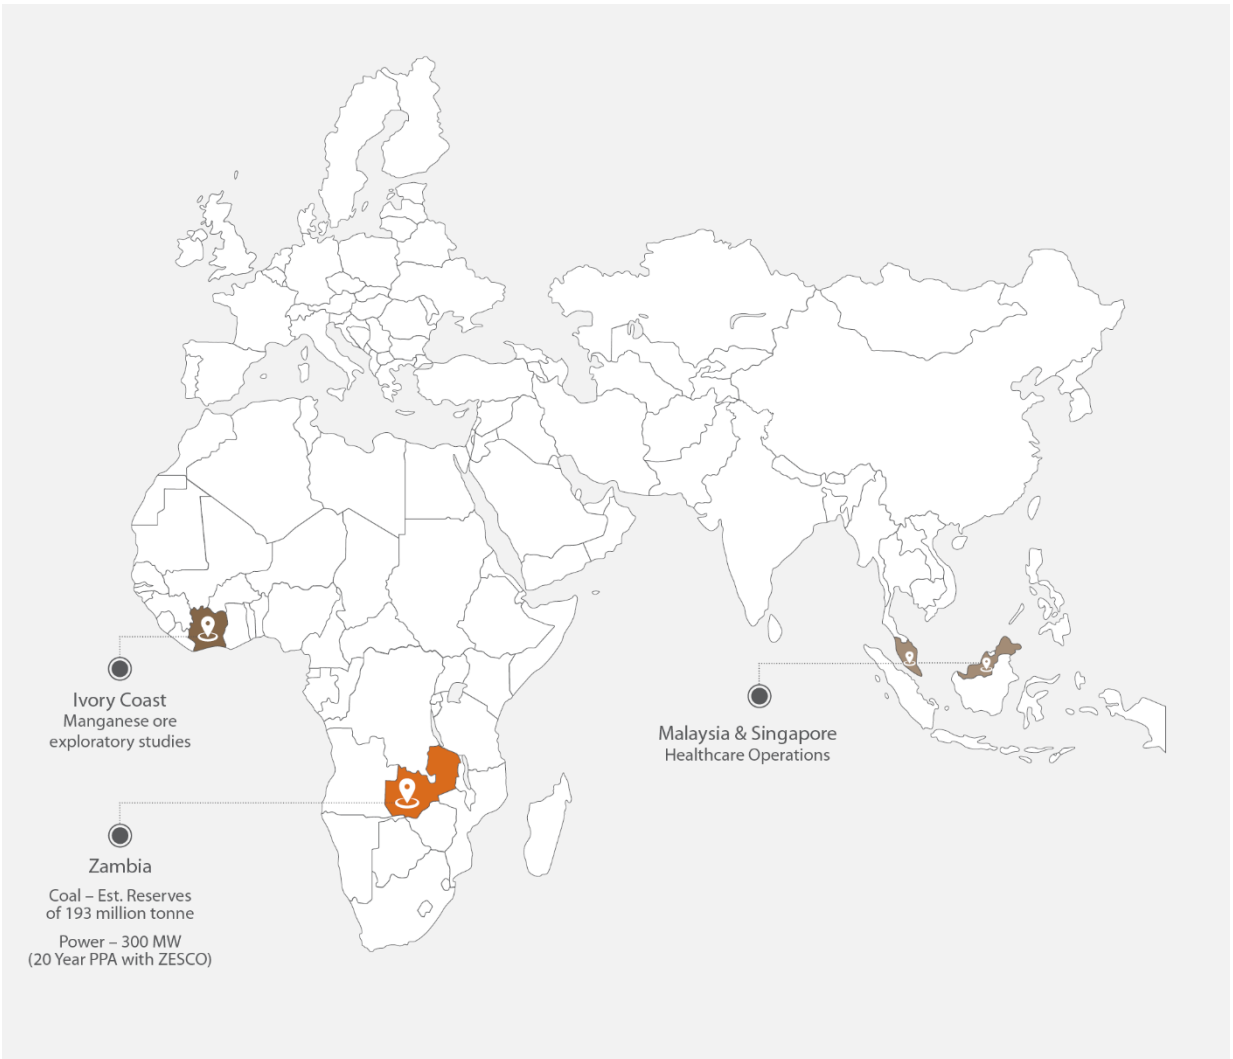 Ivory Coast
Manganese ore
exploratory studies
Malaysia & Singapore
Healthcare Operations
Zambia
Coal – Est. Reserves
of 193 million tonne
Power – 300 MW
(20 Year PPA with ZESCO)